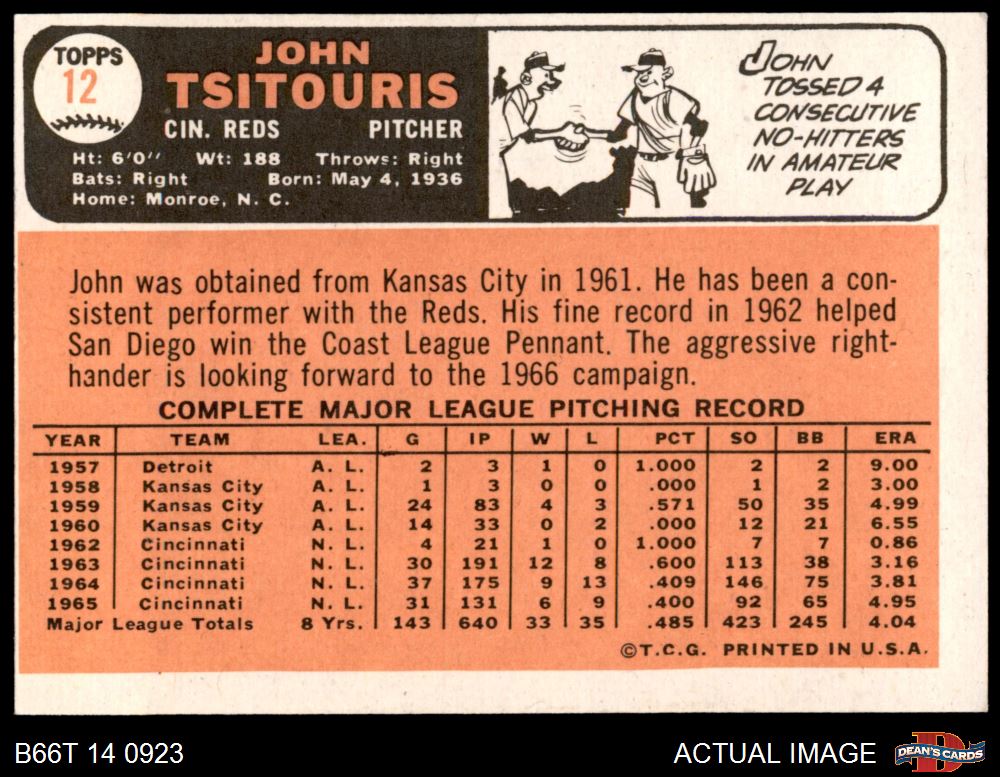 TOPPS
12
JOHN
TSITOURIS
CIN. REDS PITCHER
Ht: 6'0'' Wt: 188 Throws: Right
Bats: Right Born: May 4, 1936
Home: Monroe, N. C.
JOHN
TOSSED 4
CONSECUTIVE
NO-HITTERS
IN AMATEUR
PLAY
John was obtained from Kansas City in 1961. He has been a con-
sistent performer with the Reds. His fine record in 1962 helped
San Diego win the Coast League Pennant. The aggressive right-
hander is looking forward to the 1966 campaign.
COMPLETE MAJOR LEAGUE PITCHING RECORD
YEAR TEAM LEA. G IP W L PCT SO BB ERA
1957 Detroit A. L. 2 3 1 0 1.000 2 2 9.00
1958 Kansas City A. L. 1 3 0 0 .000 1 2 3.00
1959 Kansas City A. L. 24 83 4 3 .571 50 35 4.99
1960 Kansas City A. L. 14 33 0 2 .000 12 21 6.55
1962 Cincinnati N. L. 4 21 1 0 1.000 7 7 0.86
1963 Cincinnati N. L. 30 191 12 8 .600 113 38 3.16
1964 Cincinnati N. L. 37 175 9 13 .409 146 75 3.81
1965 Cincinnati N. L. 31 131 6 9 .400 92 65 4.95
Major League Totals 8 Yrs. 143 640 33 35 .485 423 245 4.04
©T.C.G. PRINTED IN U.S.A.
B66T 14 0923 ACTUAL IMAGE DEAN'S CARDS